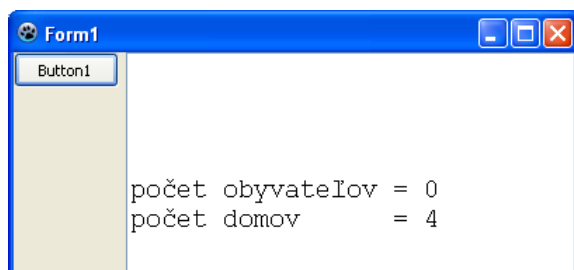 Form1
Button1
počet obyvateľov = 0
počet domov      = 4